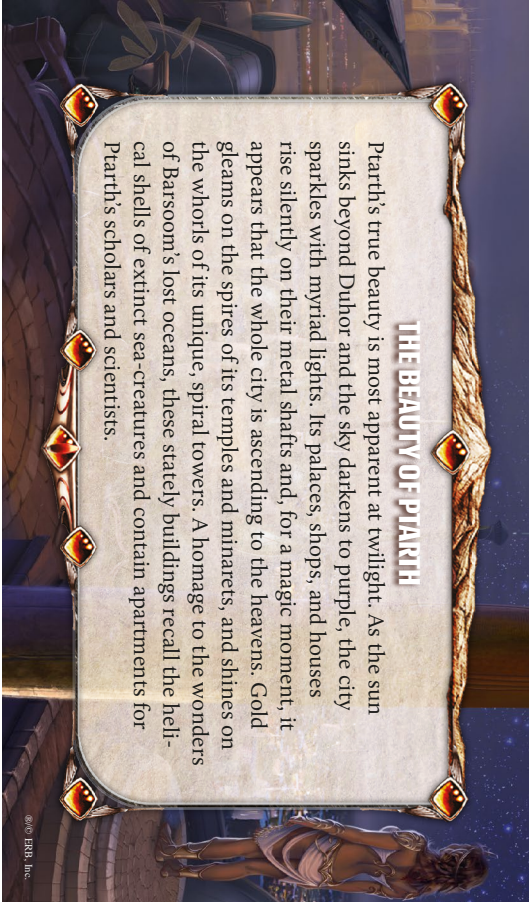 THE BEAUTY OF PTARTH
Ptarth's true beauty is most apparent at twilight. As the sun
sinks beyond Duhor and the sky darkens to purple, the city
sparkles with myriad lights. Its palaces, shops, and houses
rise silently on their metal shafts and, for a magic moment, it
appears that the whole city is ascending to the heavens. Gold
gleams on the spires of its temples and minarets, and shines on
the whorls of its unique, spiral towers. A homage to the wonders
of Barsoom's lost oceans, these stately buildings recall the heli-
cal shells of extinct sea-creatures and contain apartments for
Ptarth's scholars and scientists.
®/© ERB, Inc.